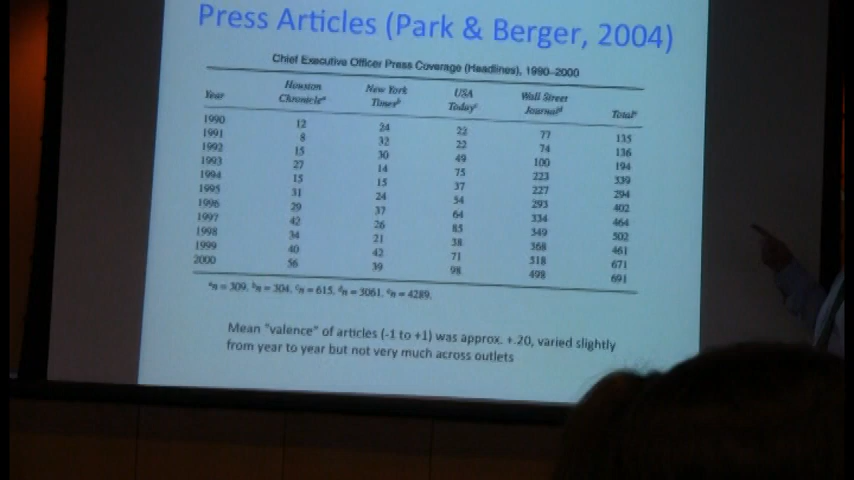 Press Articles (Park & Berger, 2004)
Chief Executive Officer Press Coverage (Headlines), 1990–2000
Year Houston Chronicleᵃ New York Timesᵇ USA Todayᶜ Wall Street Journalᵈ Totalᵉ
1990 12 24 22 77 135
1991 8 32 22 74 136
1992 15 30 49 100 194
1993 27 14 75 223 339
1994 15 15 37 227 294
1995 31 24 54 293 402
1996 29 37 64 334 464
1997 42 26 85 349 502
1998 34 21 38 368 461
1999 40 42 71 518 671
2000 56 39 98 498 691
ᵃn = 309. ᵇn = 304. ᶜn = 615. ᵈn = 3061. ᵉn = 4289.
Mean "valence" of articles (-1 to +1) was approx. +.20, varied slightly
from year to year but not very much across outlets